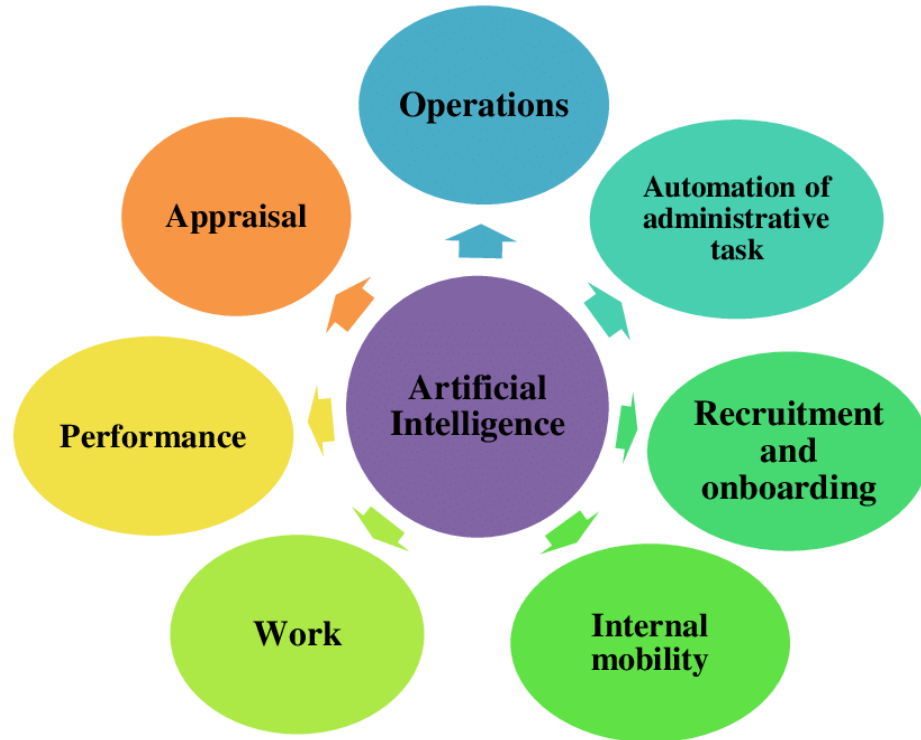 Operations
Automation of
administrative
task
Recruitment
and
onboarding
Internal
mobility
Work
Performance
Appraisal
Artificial
Intelligence